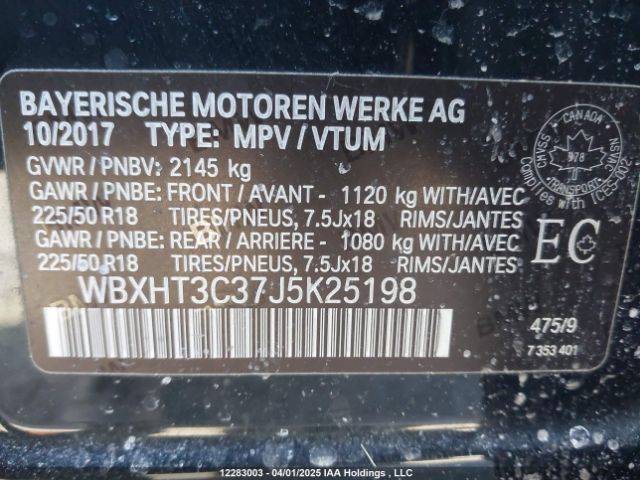 BAYERISCHE MOTOREN WERKE AG
10/2017 TYPE: MPV / VTUM
GVWR / PNBV: 2145 kg
GAWR / PNBE: FRONT / AVANT - 1120 kg WITH/AVEC
225/50 R18 TIRES/PNEUS, 7.5Jx18 RIMS/JANTES
GAWR / PNBE: REAR / ARRIERE - 1080 kg WITH/AVEC
225/50 R18 TIRES/PNEUS, 7.5Jx18 RIMS/JANTES
WBXHT3C37J5K25198
CANADA
CMVSS NSVAC
978
TRANSPORTS
Complies with ICES-002
EC
475/9
7 353 401
12283003 - 04/01/2025 IAA Holdings , LLC